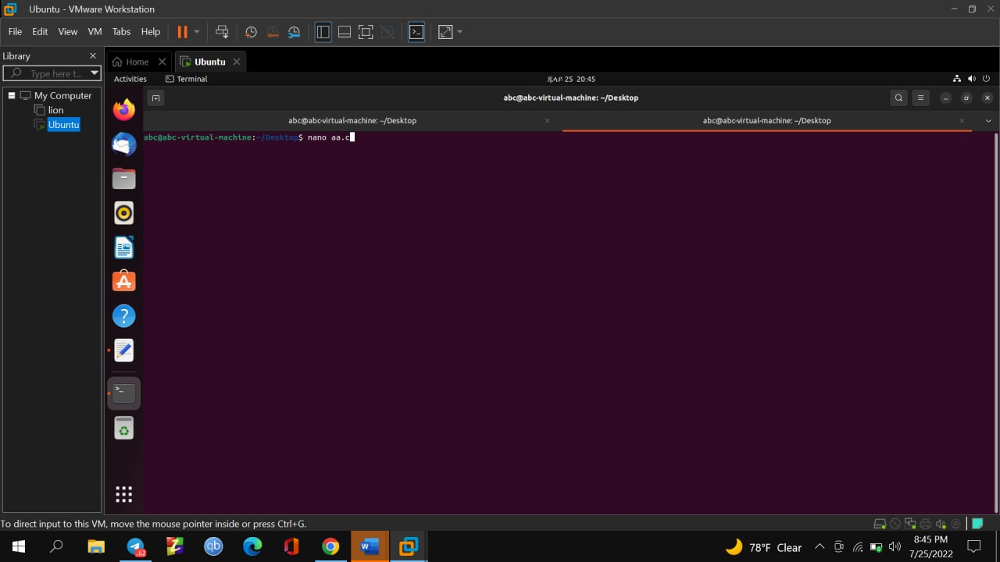 Ubuntu - VMware Workstation
File Edit View VM Tabs Help
Library
Type here t...
My Computer
lion
Ubuntu
Home
Ubuntu
Activities
Terminal
ጁላይ 25 20:45
abc@abc-virtual-machine: ~/Desktop
abc@abc-virtual-machine: ~/Desktop
abc@abc-virtual-machine: ~/Desktop
abc@abc-virtual-machine:~/Desktop$ nano aa.c
To direct input to this VM, move the mouse pointer inside or press Ctrl+G.
62
qb
78°F Clear
8:45 PM
7/25/2022